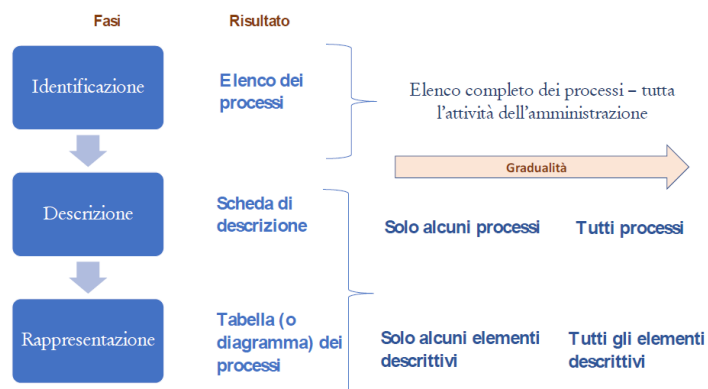 Fasi
Risultato
Identificazione
Elenco dei
processi
Elenco completo dei processi – tutta
l’attività dell’amministrazione
Gradualità
Descrizione
Scheda di
descrizione
Solo alcuni processi
Tutti processi
Rappresentazione
Tabella (o
diagramma) dei
processi
Solo alcuni elementi
descrittivi
Tutti gli elementi
descrittivi